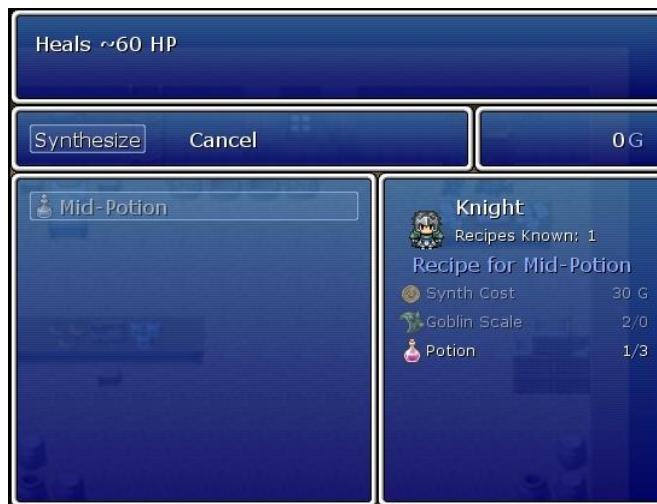 Heals ~60 HP
Synthesize Cancel
0 G
Mid-Potion
Knight
Recipes Known: 1
Recipe for Mid-Potion
Synth Cost 30 G
Goblin Scale 2/0
Potion 1/3